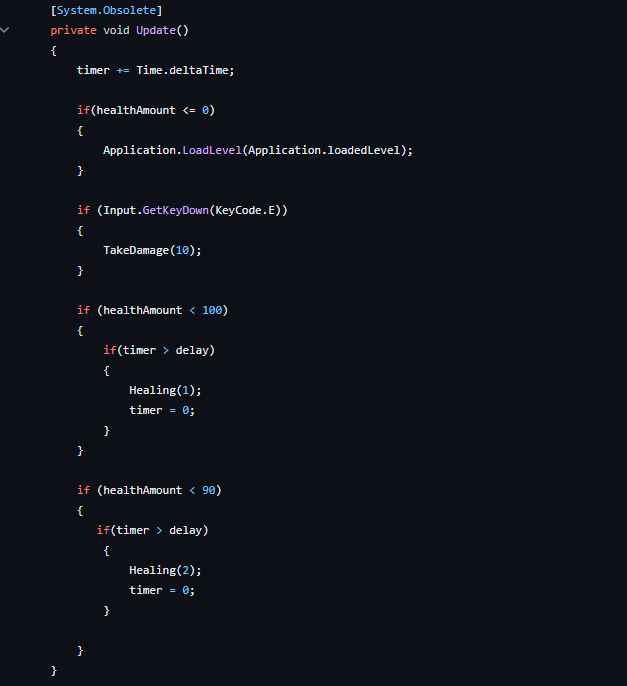 [System.Obsolete]
private void Update()
{
timer += Time.deltaTime;
if(healthAmount <= 0)
{
Application.LoadLevel(Application.loadedLevel);
}
if (Input.GetKeyDown(KeyCode.E))
{
TakeDamage(10);
}
if (healthAmount < 100)
{
if(timer > delay)
{
Healing(1);
timer = 0;
}
}
if (healthAmount < 90)
{
if(timer > delay)
{
Healing(2);
timer = 0;
}
}
}